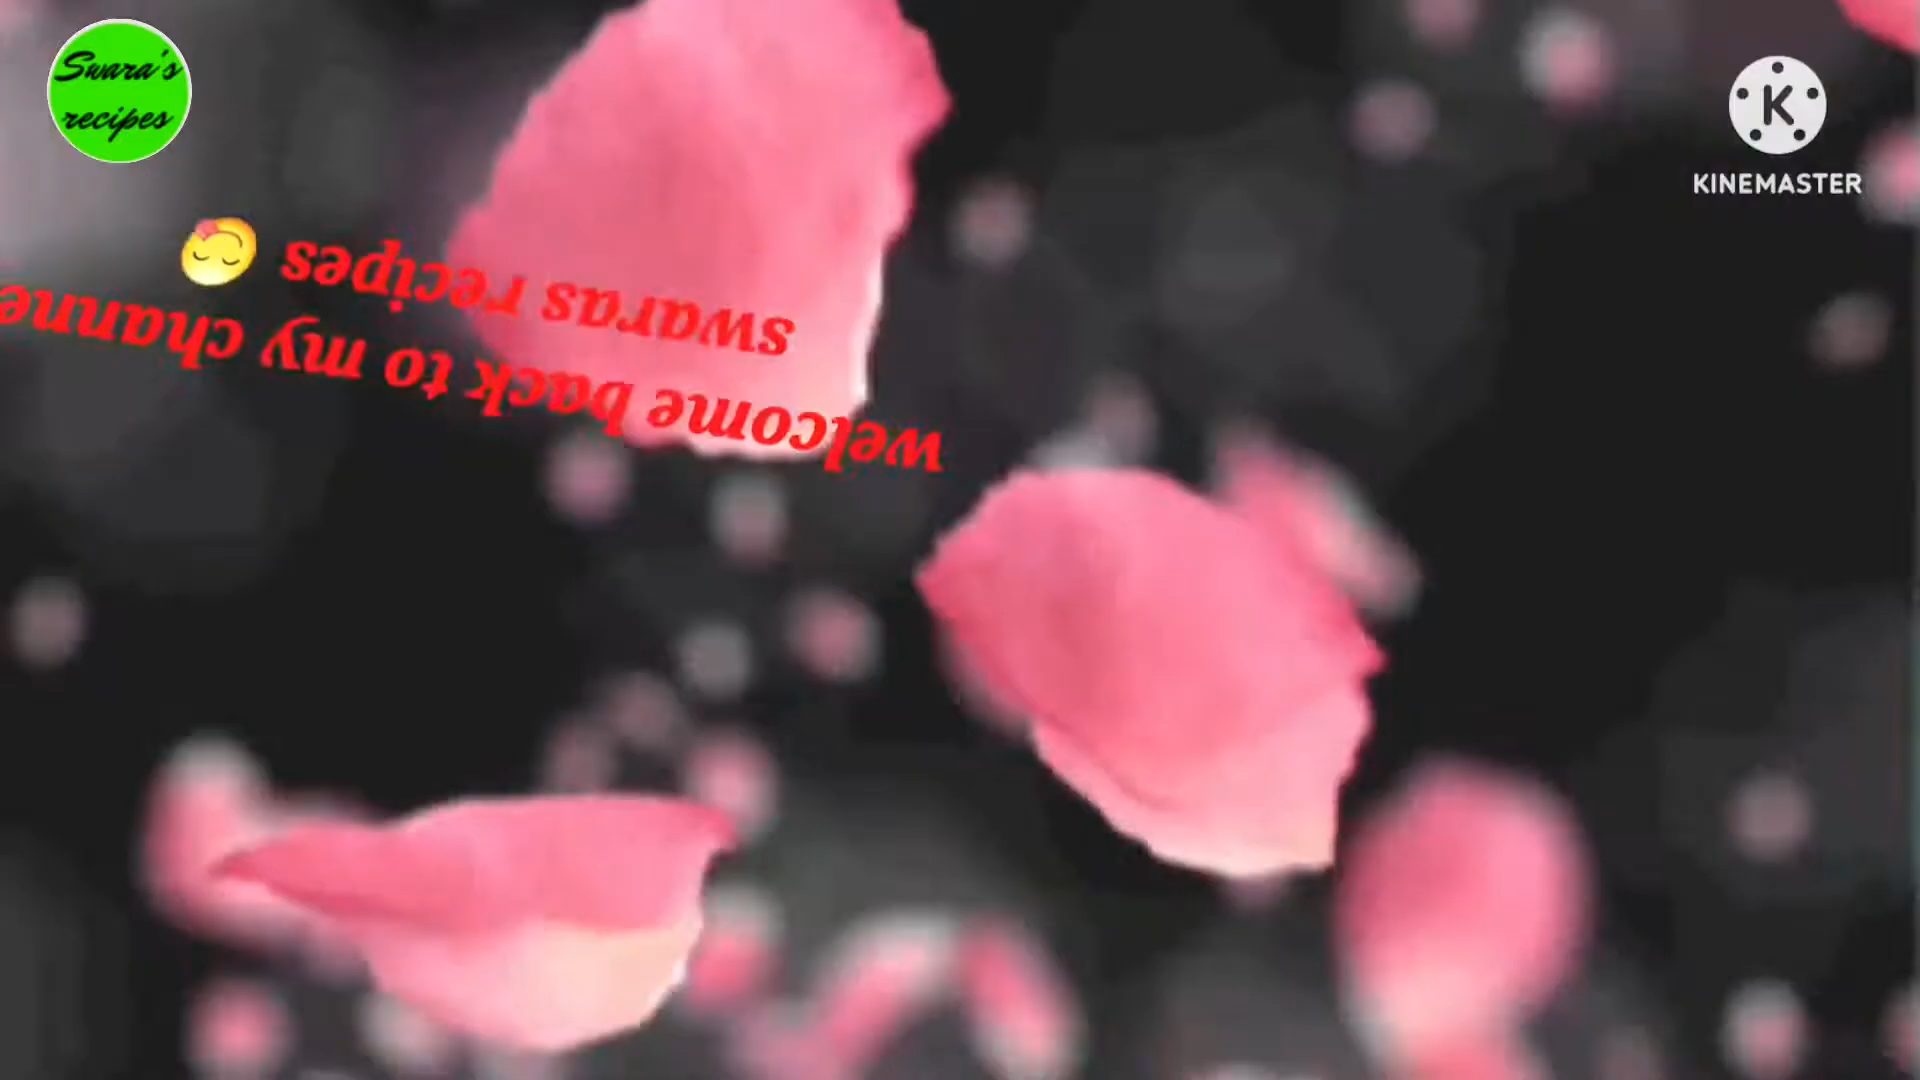 Swara's
recipes
KINEMASTER
welcome back to my channe
swaras recipes 😌